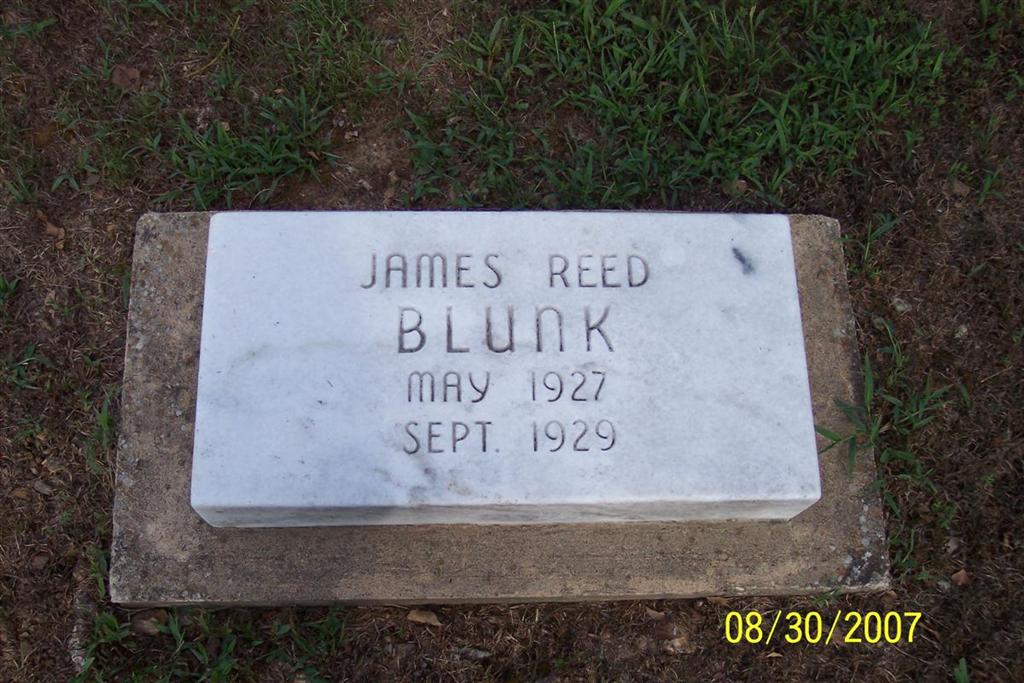 JAMES REED
BLUNK
MAY 1927
SEPT. 1929
08/30/2007